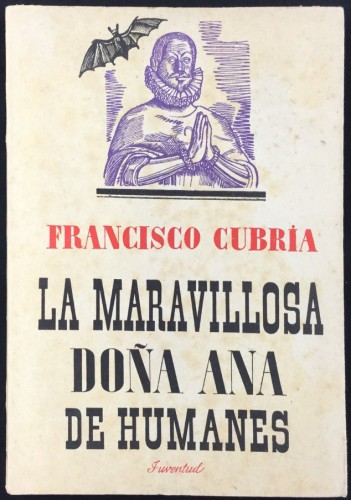 FRANCISCO CUBRÍA
LA MARAVILLOSA
DOÑA ANA
DE HUMANES
Juventud